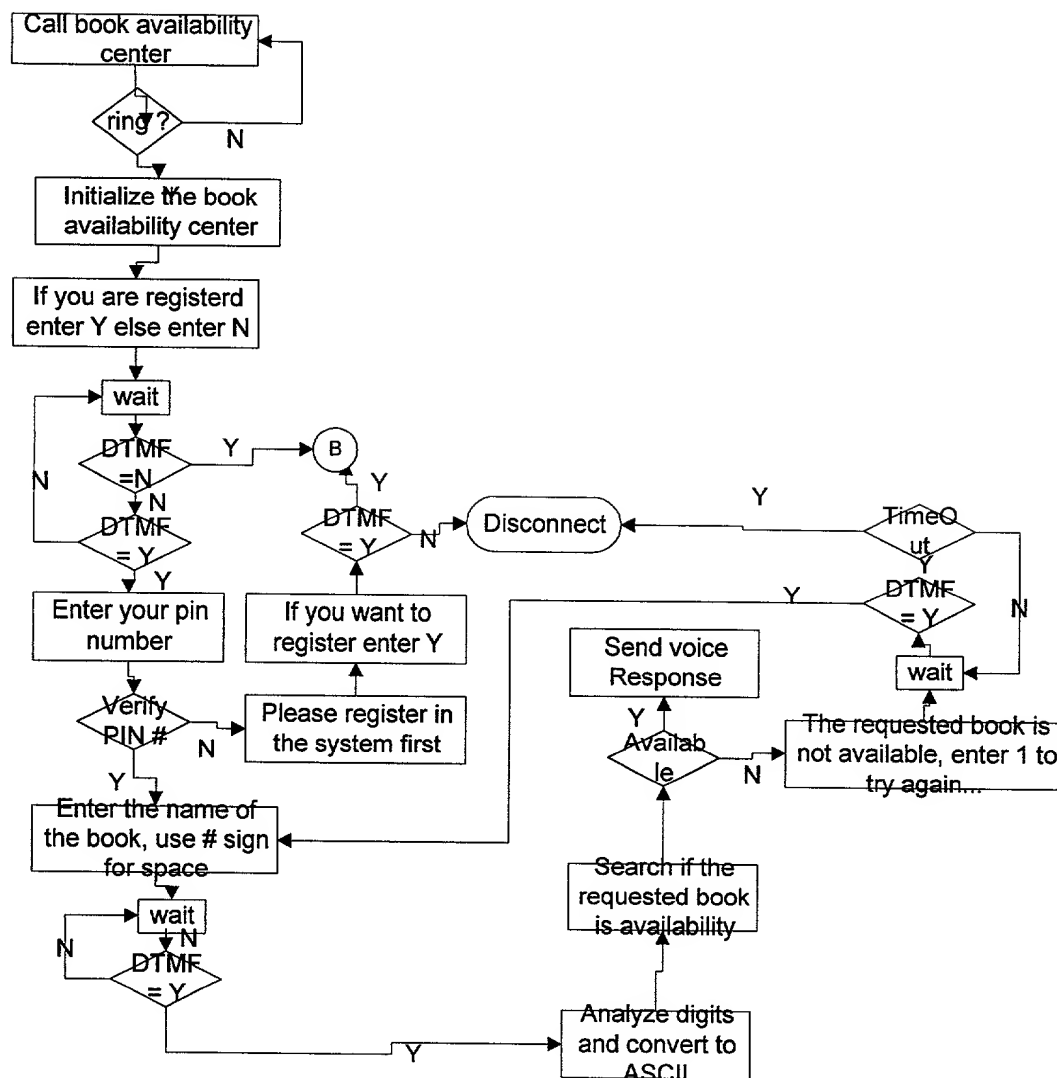 Call book availability
center
ring ?
N
Y
Initialize the book
availability center
If you are registerd
enter Y else enter N
wait
DTMF
=N
Y
B
N
N
DTMF
= Y
Y
Enter your pin
number
Verify
PIN #
N
Y
Please register in
the system first
If you want to
register enter Y
DTMF
= Y
Y
N
Disconnect
Y
TimeO
ut
Y
N
DTMF
= Y
Y
wait
The requested book is
not available, enter 1 to
try again...
Send voice
Response
Y
Availab
le
N
Enter the name of
the book, use # sign
for space
wait
N
N
DTMF
= Y
Y
Search if the
requested book
is availability
Analyze digits
and convert to
ASCII